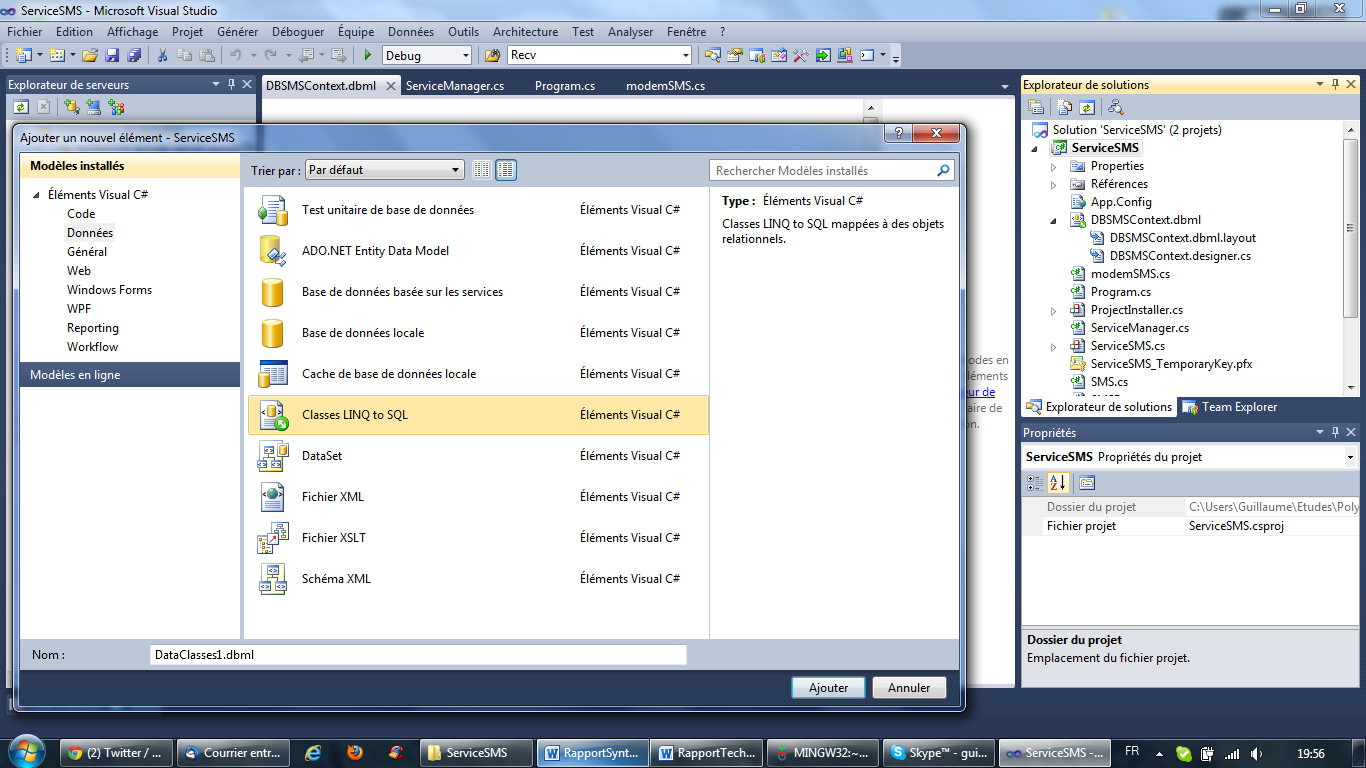 ServiceSMS - Microsoft Visual Studio
Fichier Edition Affichage Projet Générer Déboguer Équipe Données Outils Architecture Test Analyser Fenêtre ?
Debug Recv
Explorateur de serveurs
DBSMSContext.dbml ServiceManager.cs Program.cs modemSMS.cs
Ajouter un nouvel élément - ServiceSMS
Modèles installés
Éléments Visual C#
Code
Données
Général
Web
Windows Forms
WPF
Reporting
Workflow
Modèles en ligne
Trier par : Par défaut
Rechercher Modèles installés
Test unitaire de base de données Éléments Visual C#
ADO.NET Entity Data Model Éléments Visual C#
Base de données basée sur les services Éléments Visual C#
Base de données locale Éléments Visual C#
Cache de base de données locale Éléments Visual C#
Classes LINQ to SQL Éléments Visual C#
DataSet Éléments Visual C#
Fichier XML Éléments Visual C#
Fichier XSLT Éléments Visual C#
Schéma XML Éléments Visual C#
Type : Éléments Visual C#
Classes LINQ to SQL mappées à des objets
relationnels.
Nom : DataClasses1.dbml
Ajouter Annuler
odes en
léments
ur de
aire de
on.
Explorateur de solutions
Solution 'ServiceSMS' (2 projets)
ServiceSMS
Properties
Références
App.Config
DBSMSContext.dbml
DBSMSContext.dbml.layout
DBSMSContext.designer.cs
modemSMS.cs
Program.cs
ProjectInstaller.cs
ServiceManager.cs
ServiceSMS.cs
ServiceSMS_TemporaryKey.pfx
SMS.cs
Explorateur de solutions Team Explorer
Propriétés
ServiceSMS Propriétés du projet
Dossier du projet C:\Users\Guillaume\Etudes\Poly
Fichier projet ServiceSMS.csproj
Dossier du projet
Emplacement du fichier projet.
(2) Twitter / ... Courrier entr... ServiceSMS RapportSynt... RapportTech... MINGW32:~... Skype™ - gui... ServiceSMS -... FR 19:56